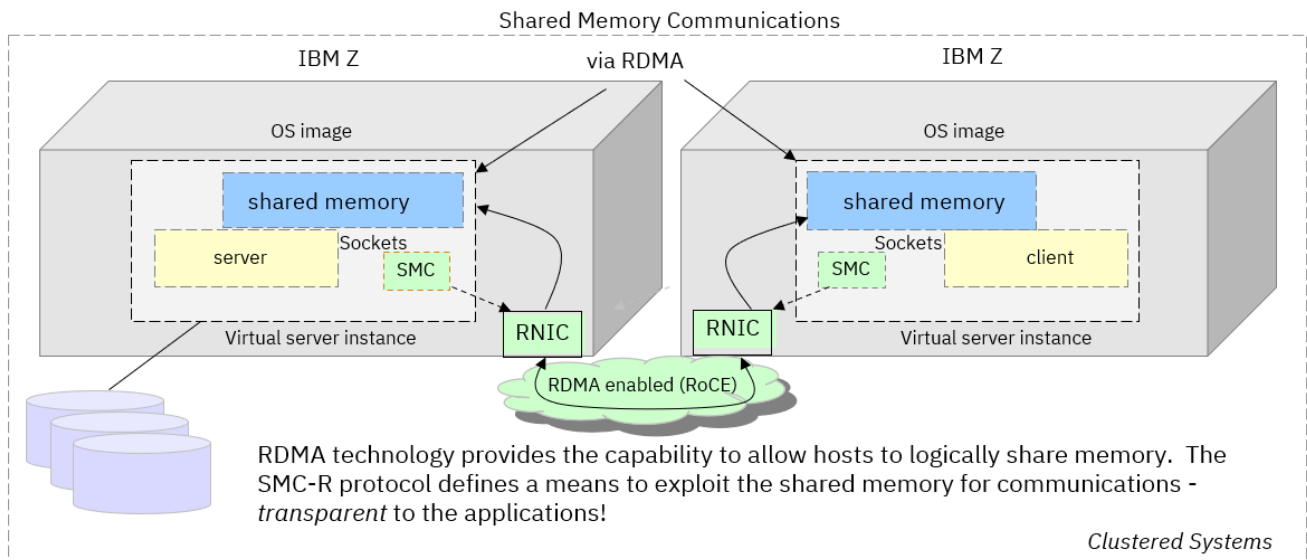 Shared Memory Communications
IBM Z
via RDMA
IBM Z
OS image
OS image
shared memory
shared memory
Sockets
Sockets
server
SMC
SMC
client
RNIC
RNIC
Virtual server instance
Virtual server instance
RDMA enabled (RoCE)
RDMA technology provides the capability to allow hosts to logically share memory. The
SMC-R protocol defines a means to exploit the shared memory for communications -
transparent to the applications!
Clustered Systems